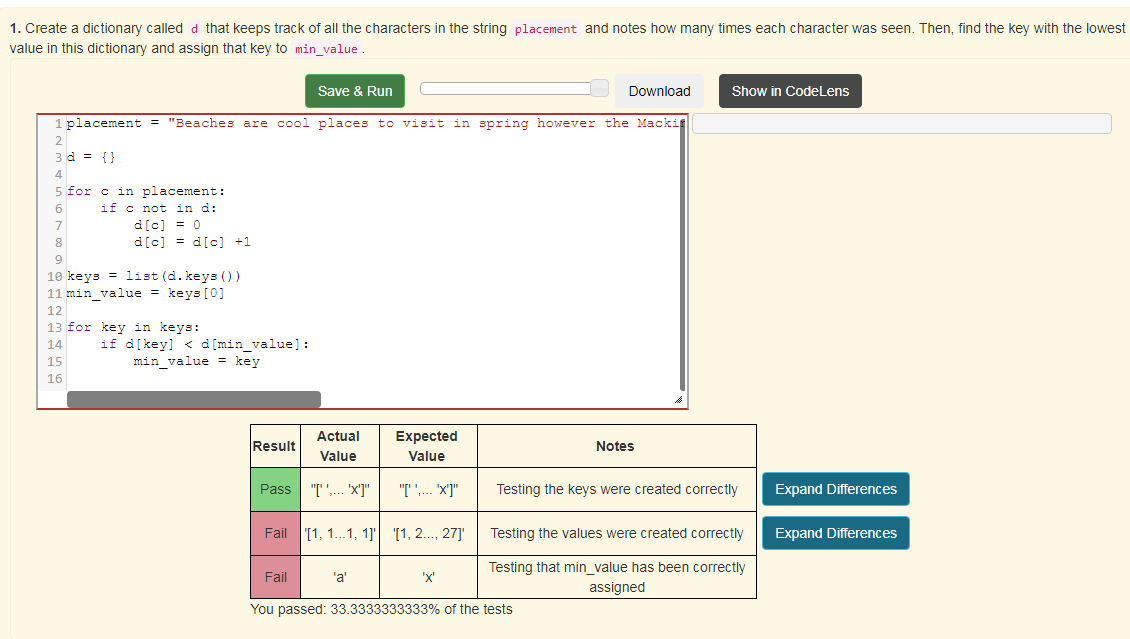 1. Create a dictionary called d that keeps track of all the characters in the string placement and notes how many times each character was seen. Then, find the key with the lowest
value in this dictionary and assign that key to min_value.
Save & Run
Download
Show in CodeLens
1 placement = "Beaches are cool places to visit in spring however the Mackin
2
3 d = {}
4
5 for c in placement:
6     if c not in d:
7         d[c] = 0
8         d[c] = d[c] +1
9
10 keys = list(d.keys())
11 min_value = keys[0]
12
13 for key in keys:
14     if d[key] < d[min_value]:
15         min_value = key
16
Result Actual Value Expected Value Notes
Pass "[' ',... 'x']" "[' ',... 'x']" Testing the keys were created correctly Expand Differences
Fail '[1, 1...1, 1]' '[1, 2..., 27]' Testing the values were created correctly Expand Differences
Fail 'a' 'x' Testing that min_value has been correctly assigned
You passed: 33.3333333333% of the tests